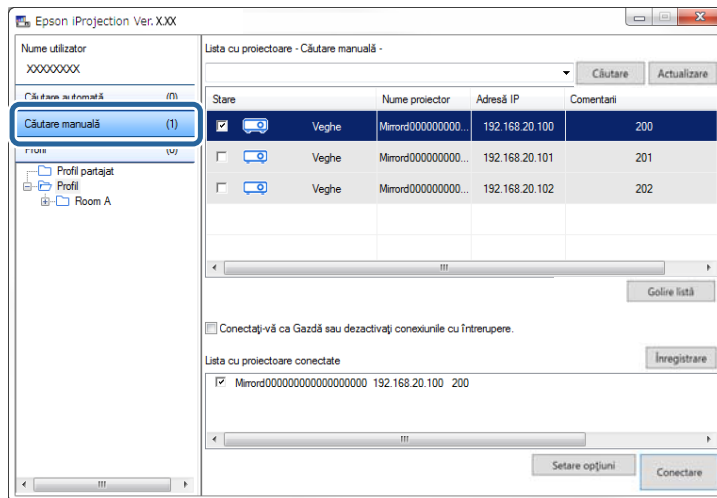 Epson iProjection Ver. X.XX
Nume utilizator
XXXXXXXX
Căutare automată (0)
Căutare manuală (1)
Profil (0)
Profil partajat
Profil
Room A
Lista cu proiectoare - Căutare manuală -
Căutare Actualizare
Stare Nume proiector Adresă IP Comentarii
Veghe Mirrord000000000... 192.168.20.100 200
Veghe Mirrord000000000... 192.168.20.101 201
Veghe Mirrord000000000... 192.168.20.102 202
Golire listă
Conectaţi-vă ca Gazdă sau dezactivaţi conexiunile cu întrerupere.
Lista cu proiectoare conectate Înregistrare
Mirrord000000000000000000 192.168.20.100 200
Setare opţiuni Conectare